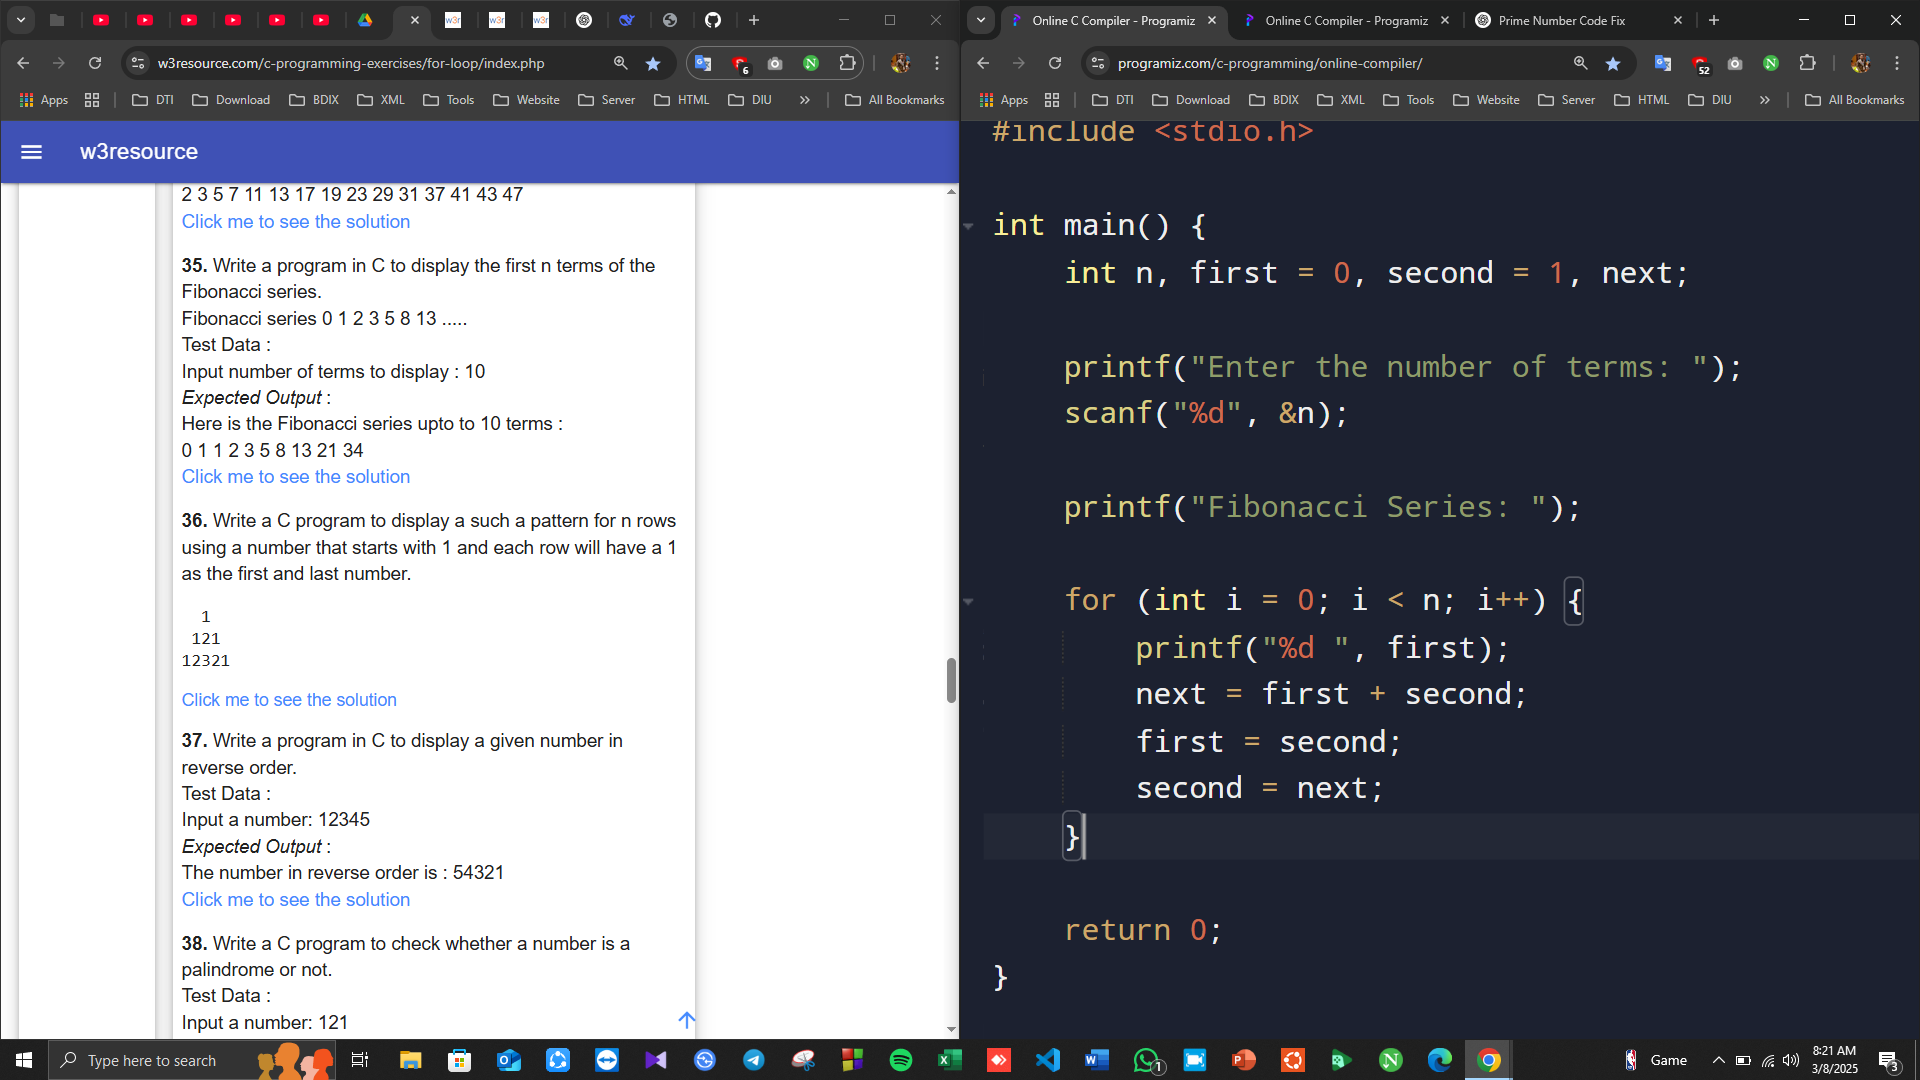 w3r
w3r
w3r
Online C Compiler - Programiz
Online C Compiler - Programiz
Prime Number Code Fix
w3resource.com/c-programming-exercises/for-loop/index.php
6
programiz.com/c-programming/online-compiler/
52
Apps
DTI
Download
BDIX
XML
Tools
Website
Server
HTML
DIU
All Bookmarks
Apps
DTI
Download
BDIX
XML
Tools
Website
Server
HTML
DIU
All Bookmarks
w3resource
2 3 5 7 11 13 17 19 23 29 31 37 41 43 47
Click me to see the solution
35. Write a program in C to display the first n terms of the
Fibonacci series.
Fibonacci series 0 1 2 3 5 8 13 .....
Test Data :
Input number of terms to display : 10
Expected Output :
Here is the Fibonacci series upto to 10 terms :
0 1 1 2 3 5 8 13 21 34
Click me to see the solution
36. Write a C program to display a such a pattern for n rows
using a number that starts with 1 and each row will have a 1
as the first and last number.
1
121
12321
Click me to see the solution
37. Write a program in C to display a given number in
reverse order.
Test Data :
Input a number: 12345
Expected Output :
The number in reverse order is : 54321
Click me to see the solution
38. Write a C program to check whether a number is a
palindrome or not.
Test Data :
Input a number: 121
#include <stdio.h>
int main() {
int n, first = 0, second = 1, next;
printf("Enter the number of terms: ");
scanf("%d", &n);
printf("Fibonacci Series: ");
for (int i = 0; i < n; i++) {
printf("%d ", first);
next = first + second;
first = second;
second = next;
}
return 0;
}
Type here to search
1
Game
8:21 AM
3/8/2025
3